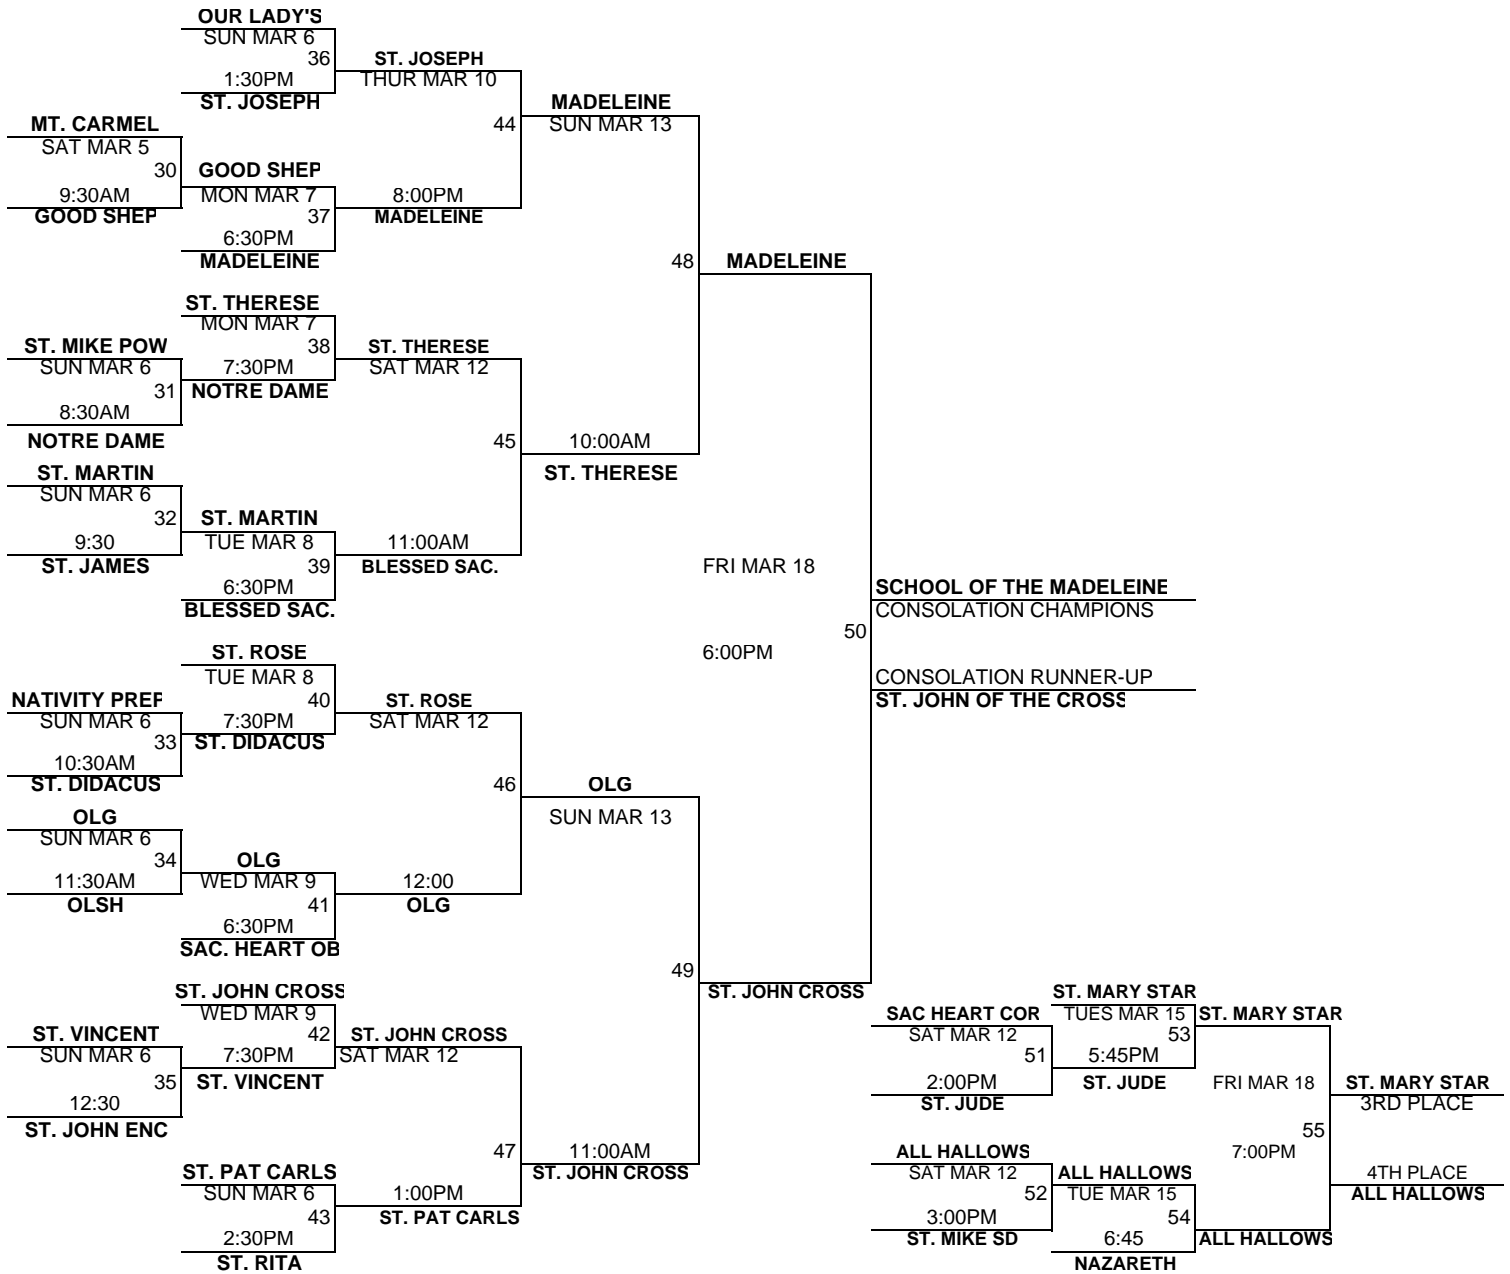 OUR LADY'S
SUN MAR 6
36
1:30PM
ST. JOSEPH
ST. JOSEPH
THUR MAR 10
44
MADELEINE
SUN MAR 13
MT. CARMEL
SAT MAR 5
30
9:30AM
GOOD SHEP
GOOD SHEP
MON MAR 7
37
6:30PM
MADELEINE
8:00PM
MADELEINE
48
MADELEINE
ST. THERESE
MON MAR 7
38
7:30PM
NOTRE DAME
ST. MIKE POW
SUN MAR 6
31
8:30AM
NOTRE DAME
ST. THERESE
SAT MAR 12
45
10:00AM
ST. THERESE
ST. MARTIN
SUN MAR 6
32
9:30
ST. JAMES
ST. MARTIN
TUE MAR 8
39
6:30PM
BLESSED SAC.
11:00AM
BLESSED SAC.
FRI MAR 18
50
6:00PM
SCHOOL OF THE MADELEINE
CONSOLATION CHAMPIONS
CONSOLATION RUNNER-UP
ST. JOHN OF THE CROSS
ST. ROSE
TUE MAR 8
40
7:30PM
ST. DIDACUS
NATIVITY PREP
SUN MAR 6
33
10:30AM
ST. DIDACUS
ST. ROSE
SAT MAR 12
46
OLG
SUN MAR 13
OLG
SUN MAR 6
34
11:30AM
OLSH
OLG
WED MAR 9
41
6:30PM
SAC. HEART OB
12:00
OLG
49
ST. JOHN CROSS
ST. JOHN CROSS
WED MAR 9
42
7:30PM
ST. VINCENT
ST. VINCENT
SUN MAR 6
35
12:30
ST. JOHN ENC
ST. JOHN CROSS
SAT MAR 12
47
11:00AM
ST. JOHN CROSS
ST. PAT CARLS
SUN MAR 6
43
2:30PM
ST. RITA
1:00PM
ST. PAT CARLS
SAC HEART COR
SAT MAR 12
51
2:00PM
ST. JUDE
ST. MARY STAR
TUES MAR 15
53
5:45PM
ST. JUDE
ST. MARY STAR
FRI MAR 18
55
7:00PM
ST. MARY STAR
3RD PLACE
4TH PLACE
ALL HALLOWS
ALL HALLOWS
SAT MAR 12
52
3:00PM
ST. MIKE SD
ALL HALLOWS
TUE MAR 15
54
6:45
NAZARETH
ALL HALLOWS